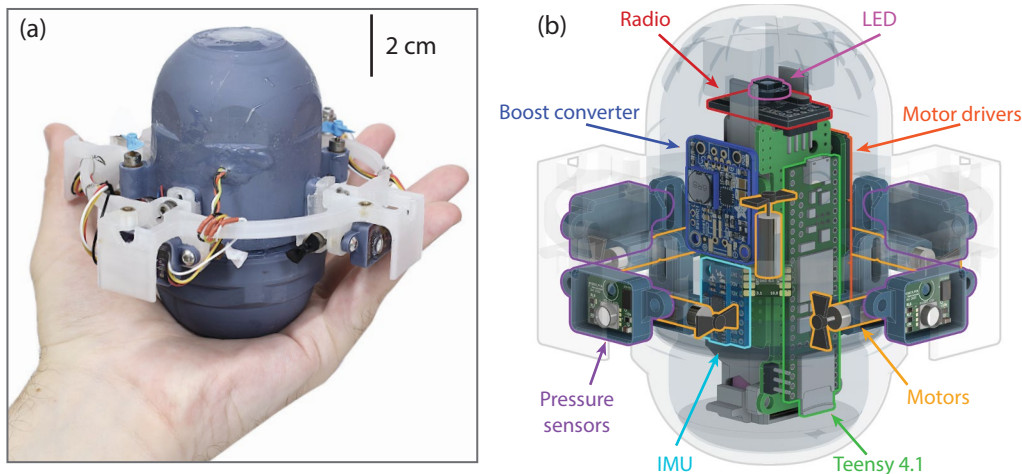 (a)
2 cm
(b)
Radio
LED
Boost converter
Motor drivers
Pressure
sensors
Motors
IMU
Teensy 4.1